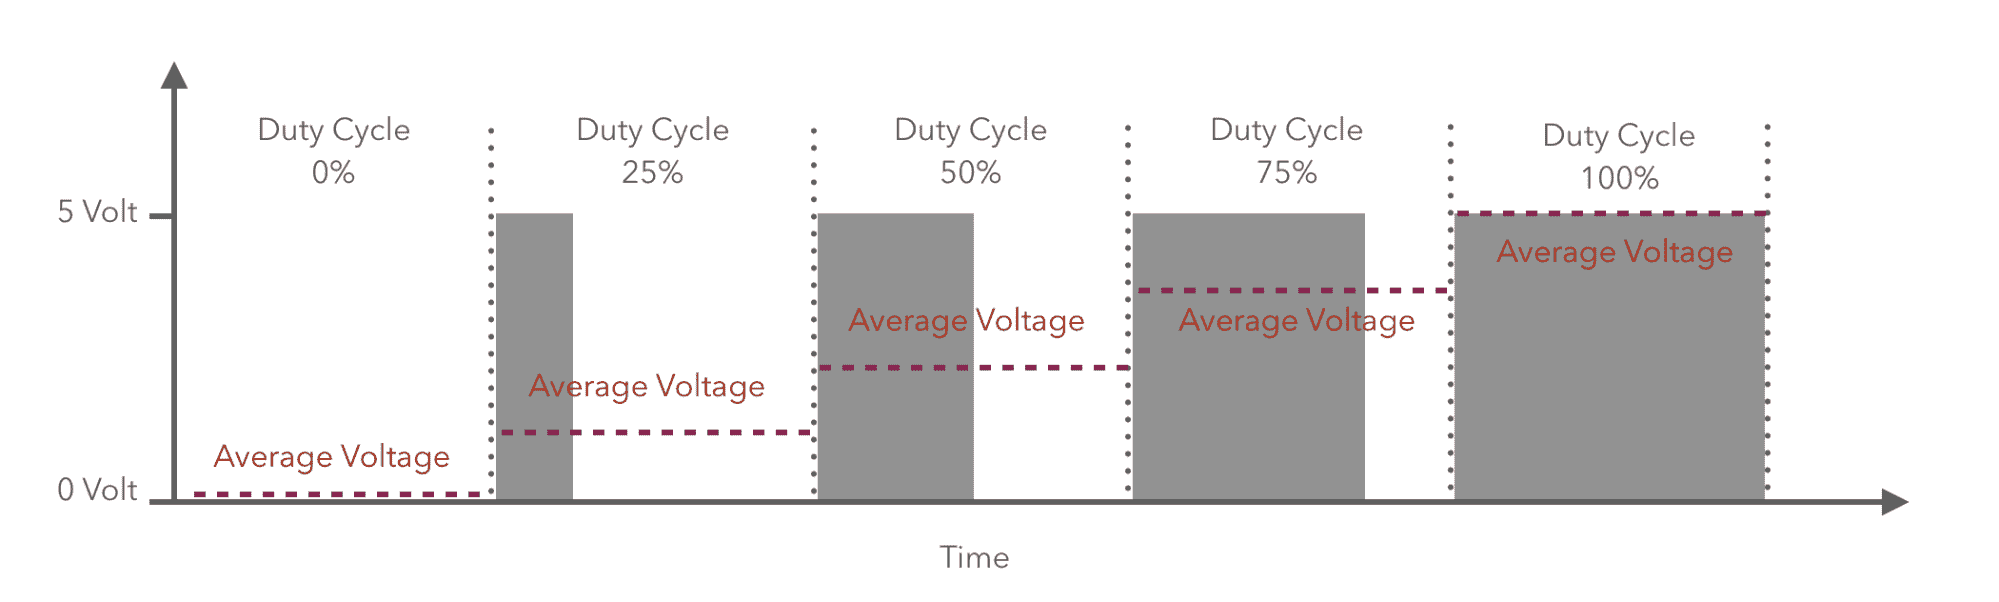 Duty Cycle
0%
Duty Cycle
25%
Duty Cycle
50%
Duty Cycle
75%
Duty Cycle
100%
5 Volt
Average Voltage
Average Voltage
Average Voltage
Average Voltage
Average Voltage
0 Volt
Time